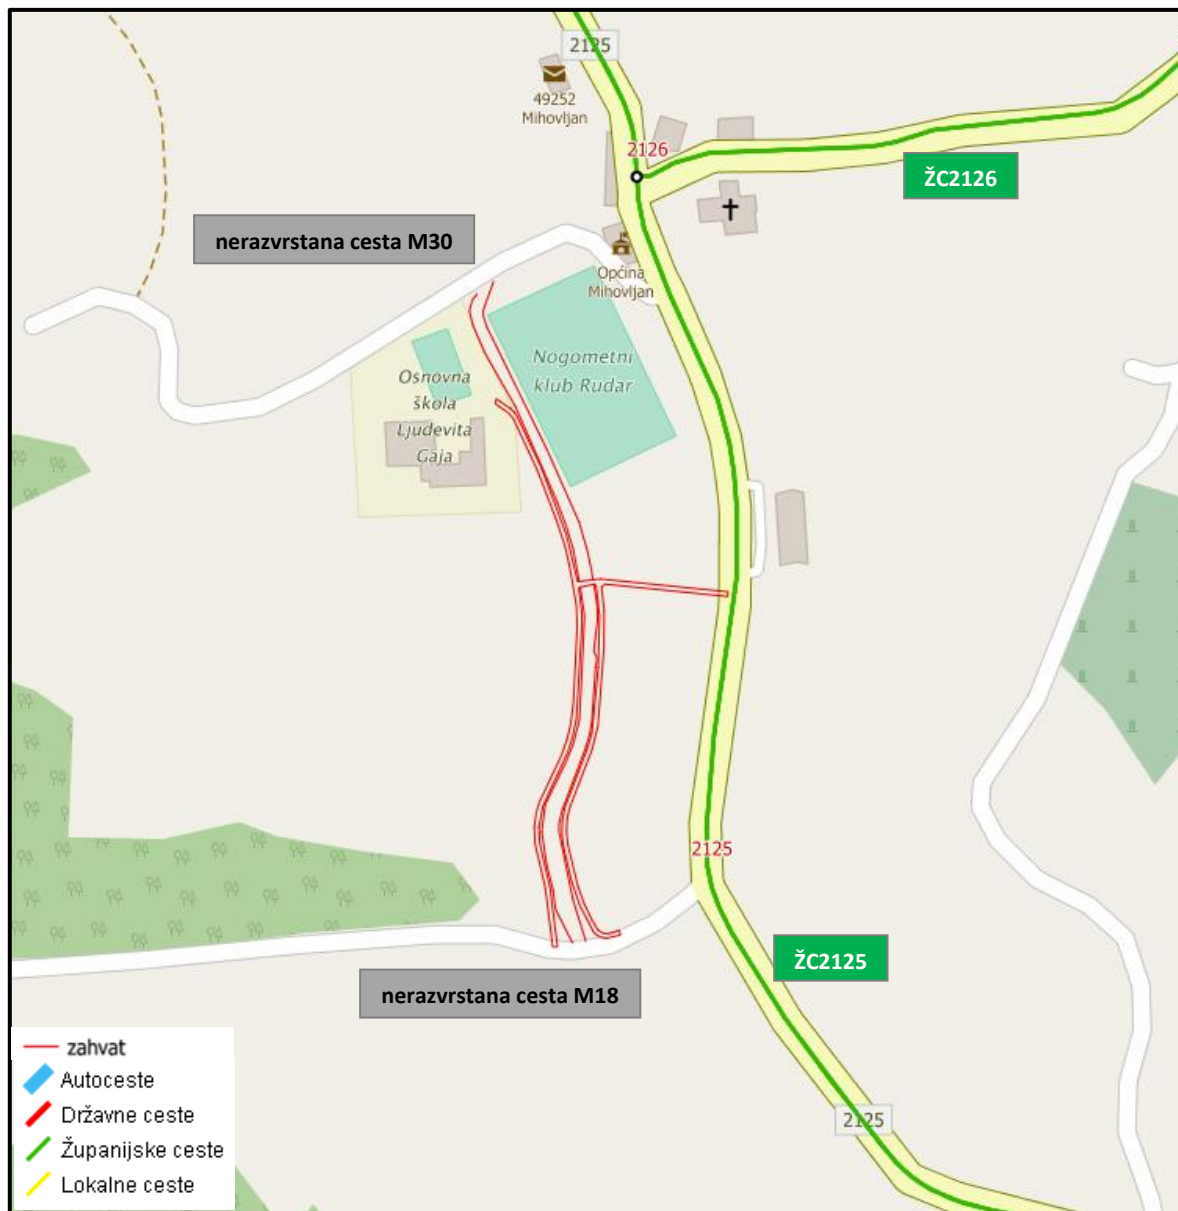 2125
49252
Mihovljan
2126
ŽC2126
nerazvrstana cesta M30
Općina
Mihovljan
Nogometni
klub Rudar
Osnovna
škola
Ljudevita
Gaja
2125
ŽC2125
nerazvrstana cesta M18
2125
zahvat
Autoceste
Državne ceste
Županijske ceste
Lokalne ceste